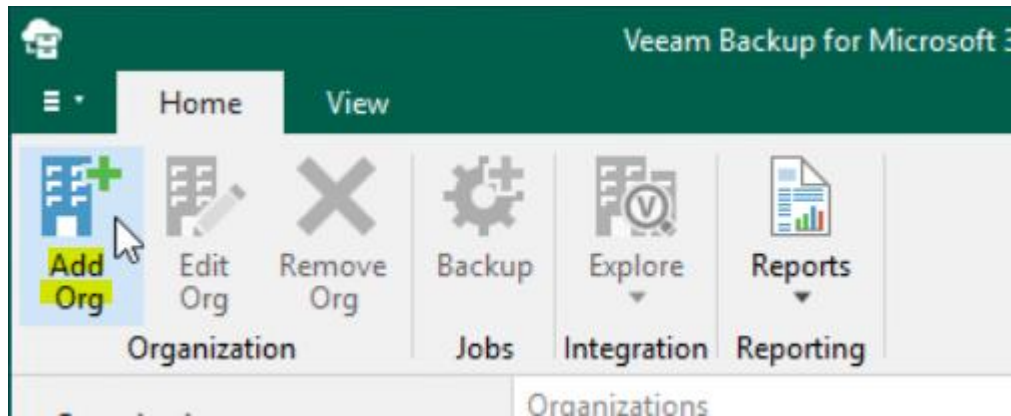 Veeam Backup for Microsoft 3
Home View
Add Org
Edit Org
Remove Org
Backup
Explore
Reports
Organization Jobs Integration Reporting
Organizations